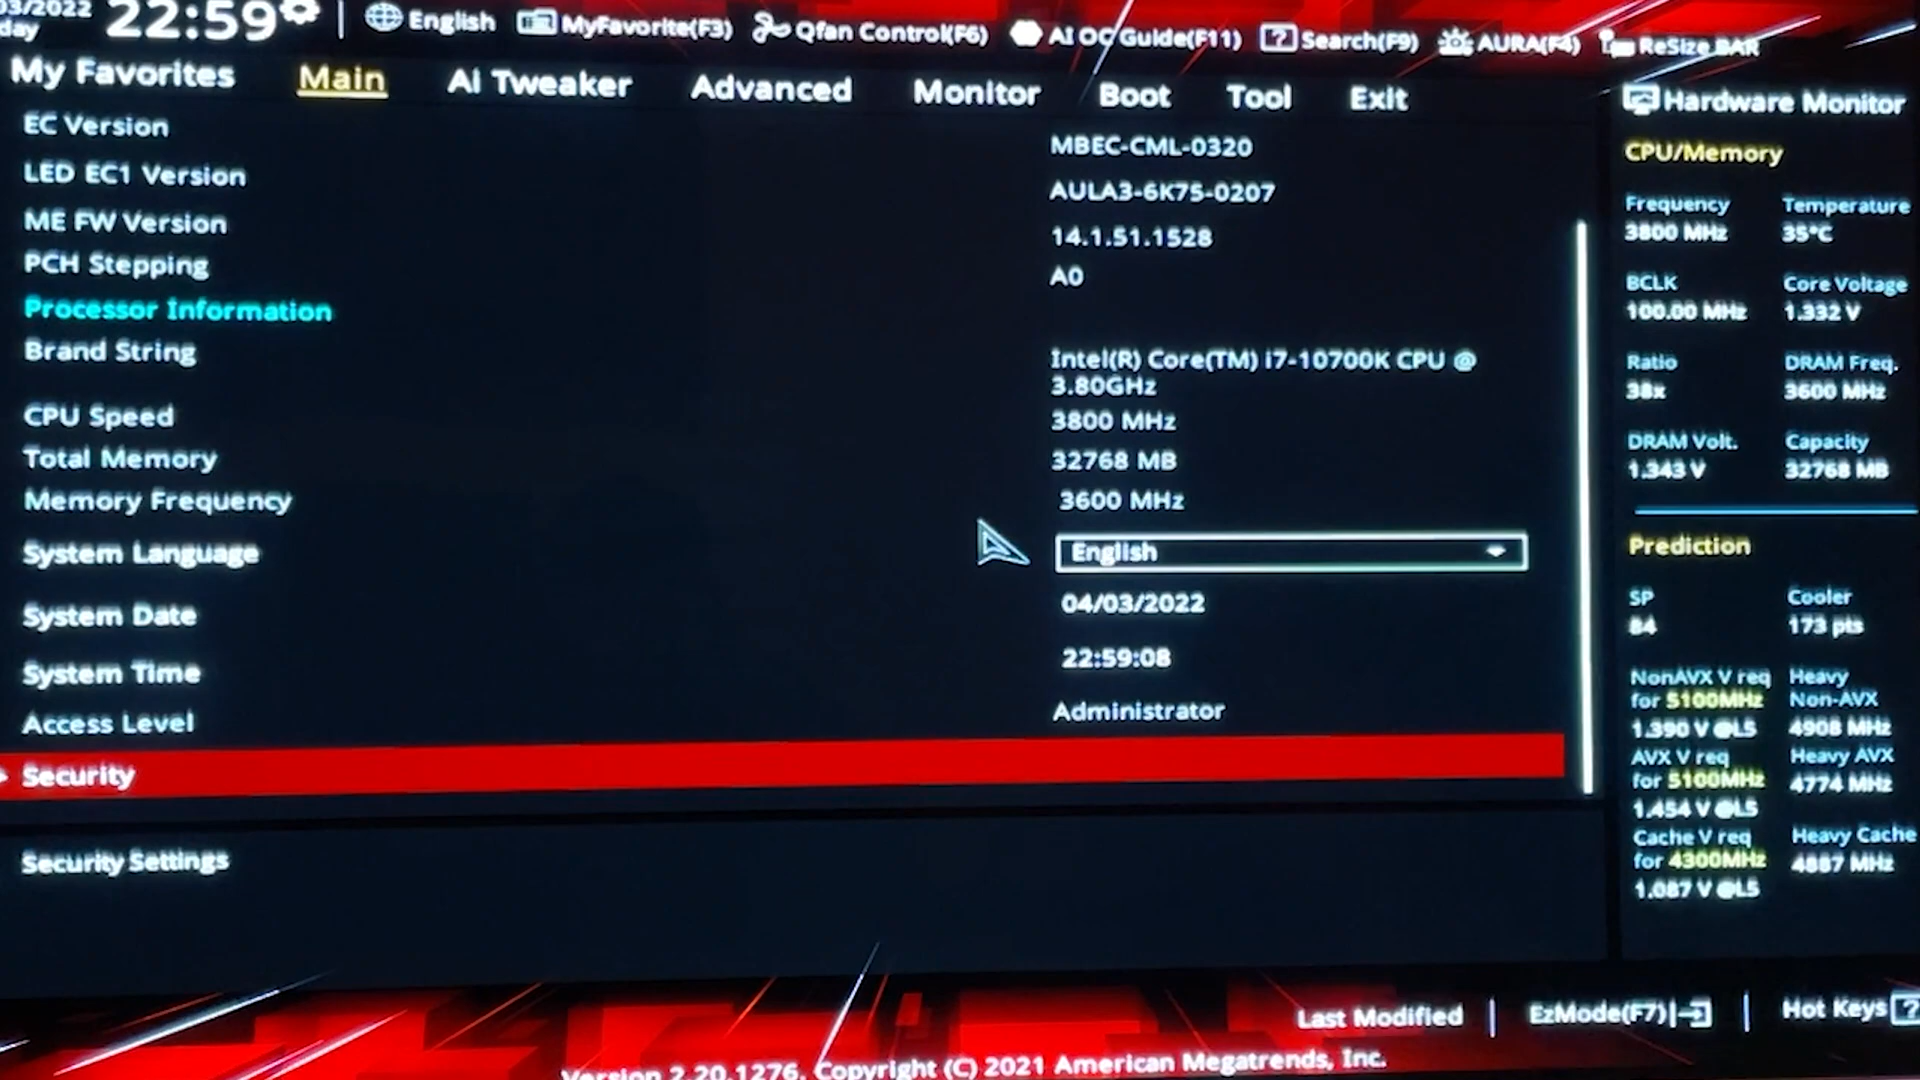 03/2022
day
22:59
English
MyFavorite(F3)
Qfan Control(F6)
AI OC Guide(F11)
Search(F9)
AURA(F4)
ReSize BAR
My Favorites
Main
Ai Tweaker
Advanced
Monitor
Boot
Tool
Exit
EC Version
MBEC-CML-0320
LED EC1 Version
AULA3-6K75-0207
ME FW Version
14.1.51.1528
PCH Stepping
A0
Processor Information
Brand String
Intel(R) Core(TM) i7-10700K CPU @
3.80GHz
CPU Speed
3800 MHz
Total Memory
32768 MB
Memory Frequency
3600 MHz
System Language
English
System Date
04/03/2022
System Time
22:59:08
Access Level
Administrator
Security
Security Settings
Hardware Monitor
CPU/Memory
Frequency
Temperature
3800 MHz
35°C
BCLK
Core Voltage
100.00 MHz
1.332 V
Ratio
DRAM Freq.
38x
3600 MHz
DRAM Volt.
Capacity
1.343 V
32768 MB
Prediction
SP
Cooler
84
173 pts
NonAVX V req
Heavy
for 5100MHz
Non-AVX
1.390 V @L5
4908 MHz
AVX V req
Heavy AVX
for 5100MHz
4774 MHz
1.454 V @L5
Cache V req
Heavy Cache
for 4300MHz
4887 MHz
1.087 V @L5
Last Modified
EzMode(F7)
Hot Keys ?
Version 2.20.1276. Copyright (C) 2021 American Megatrends, Inc.